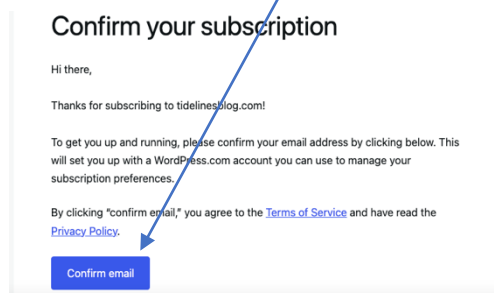 Confirm your subscription
Hi there,
Thanks for subscribing to tidelinesblog.com!
To get you up and running, please confirm your email address by clicking below. This
will set you up with a WordPress.com account you can use to manage your
subscription preferences.
By clicking "confirm email," you agree to the Terms of Service and have read the
Privacy Policy.
Confirm email